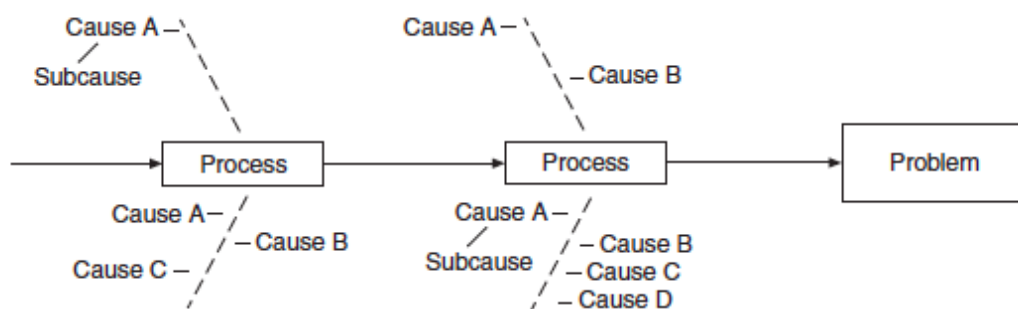 Cause A
Subcause
Cause A
Cause B
Process
Process
Problem
Cause A
Cause B
Cause C
Cause A
Subcause
Cause B
Cause C
Cause D